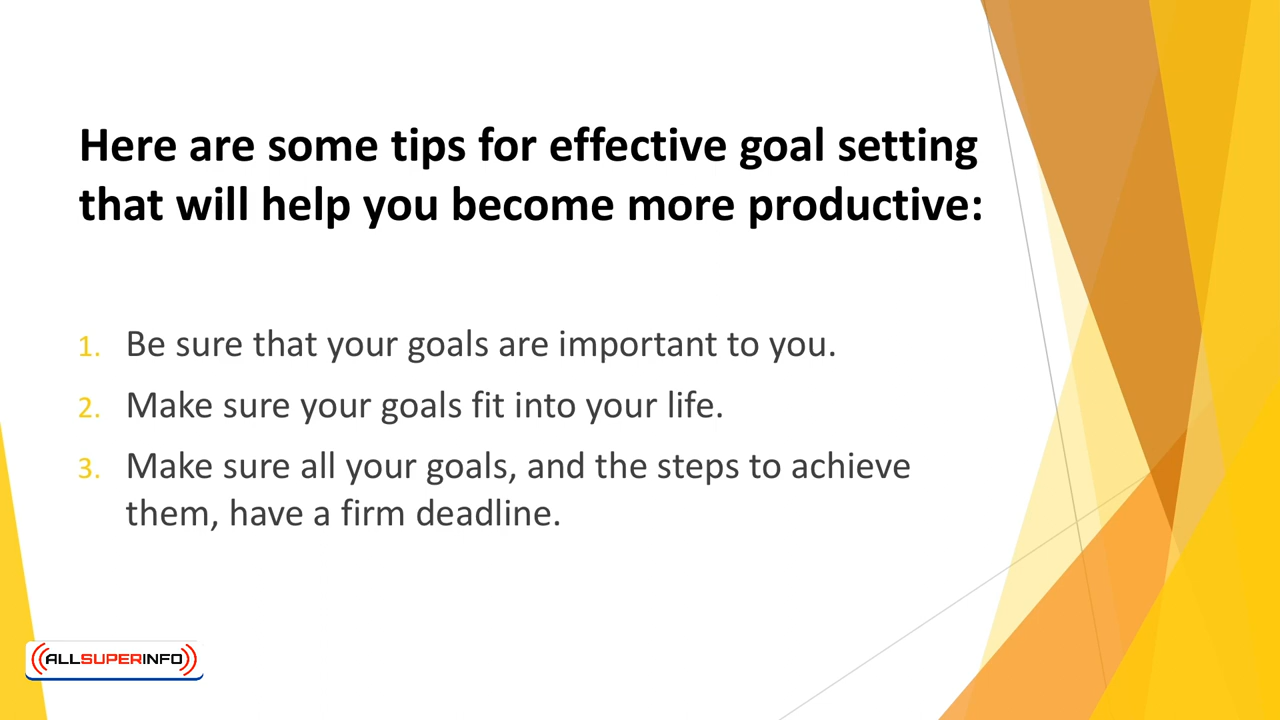 Here are some tips for effective goal setting
that will help you become more productive:
1. Be sure that your goals are important to you.
2. Make sure your goals fit into your life.
3. Make sure all your goals, and the steps to achieve
them, have a firm deadline.
ALLSUPERINFO